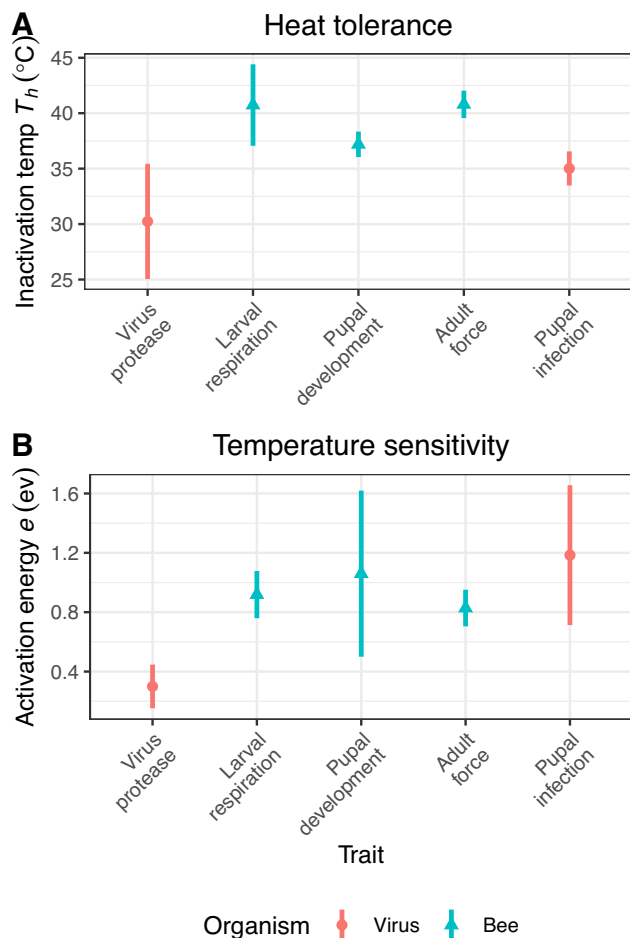 A
Heat tolerance
Inactivation temp T_h (°C)
45
40
35
30
25
Virus
protease
Larval
respiration
Pupal
development
Adult
force
Pupal
infection
B
Temperature sensitivity
Activation energy e (ev)
1.6
1.2
0.8
0.4
Virus
protease
Larval
respiration
Pupal
development
Adult
force
Pupal
infection
Trait
Organism Virus Bee